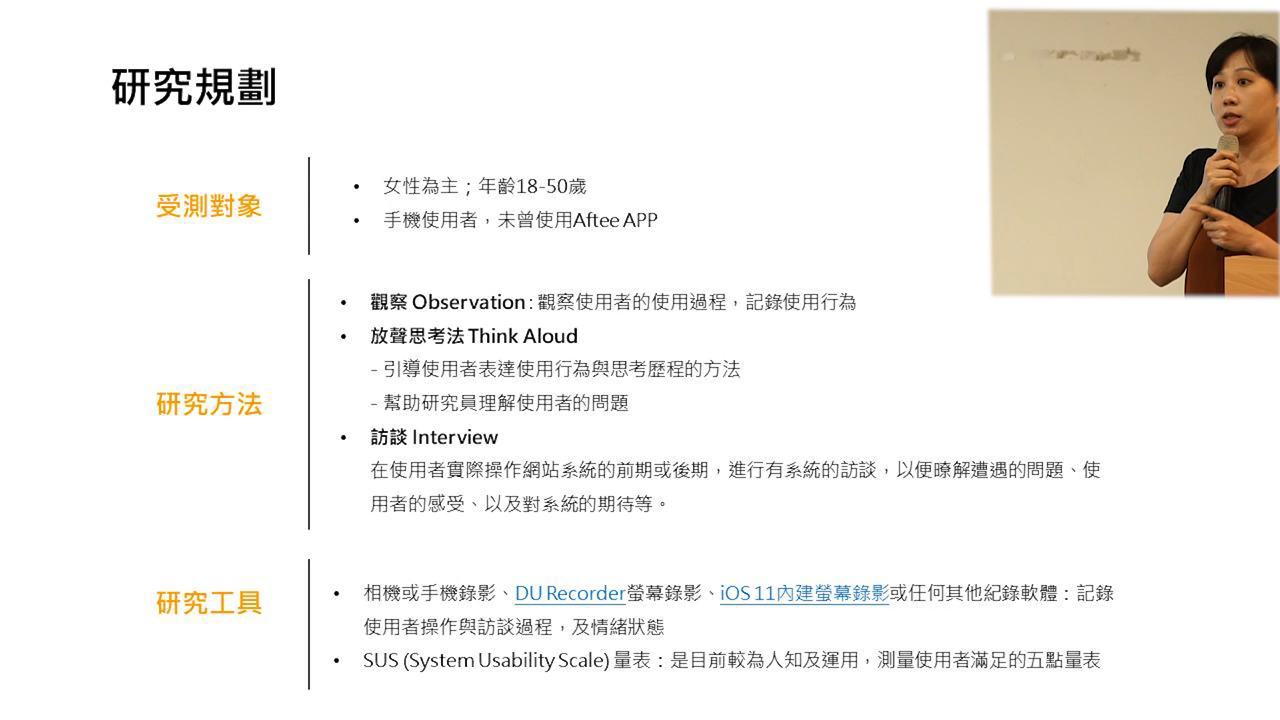 研究規劃
受測對象
• 女性為主；年齡18-50歲
• 手機使用者，未曾使用Aftee APP
研究方法
• 觀察 Observation : 觀察使用者的使用過程，記錄使用行為
• 放聲思考法 Think Aloud
- 引導使用者表達使用行為與思考歷程的方法
- 幫助研究員理解使用者的問題
• 訪談 Interview
在使用者實際操作網站系統的前期或後期，進行有系統的訪談，以便瞭解遭遇的問題、使
用者的感受、以及對系統的期待等。
研究工具
• 相機或手機錄影、DU Recorder螢幕錄影、iOS 11內建螢幕錄影或任何其他紀錄軟體：記錄
使用者操作與訪談過程，及情緒狀態
• SUS (System Usability Scale) 量表：是目前較為人知及運用，測量使用者滿足的五點量表